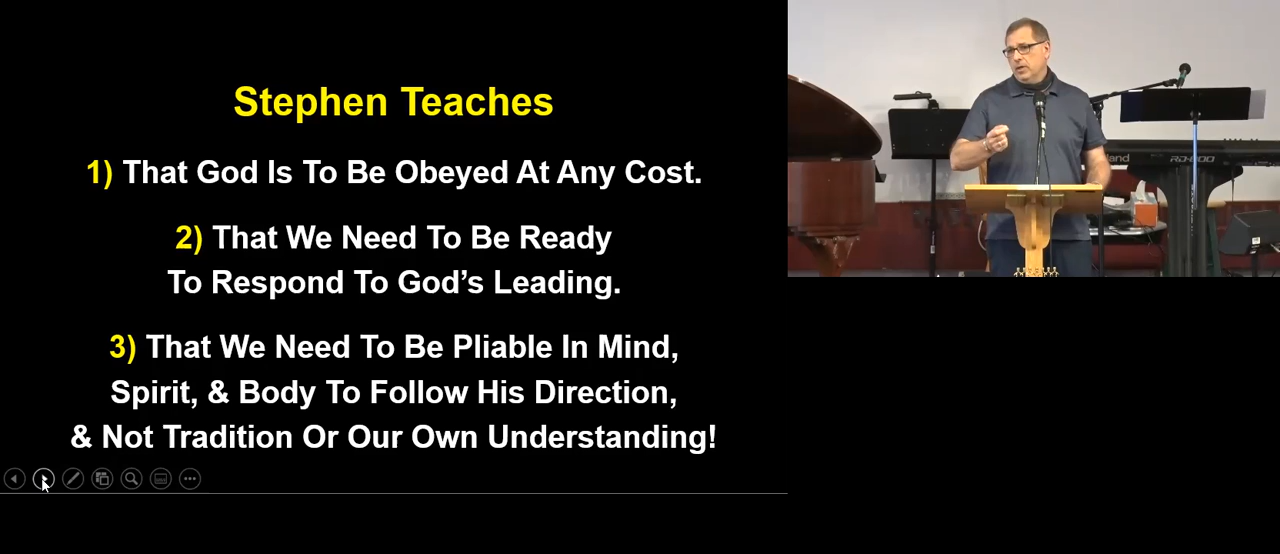 Stephen Teaches
1) That God Is To Be Obeyed At Any Cost.
2) That We Need To Be Ready
To Respond To God’s Leading.
3) That We Need To Be Pliable In Mind,
Spirit, & Body To Follow His Direction,
& Not Tradition Or Our Own Understanding!